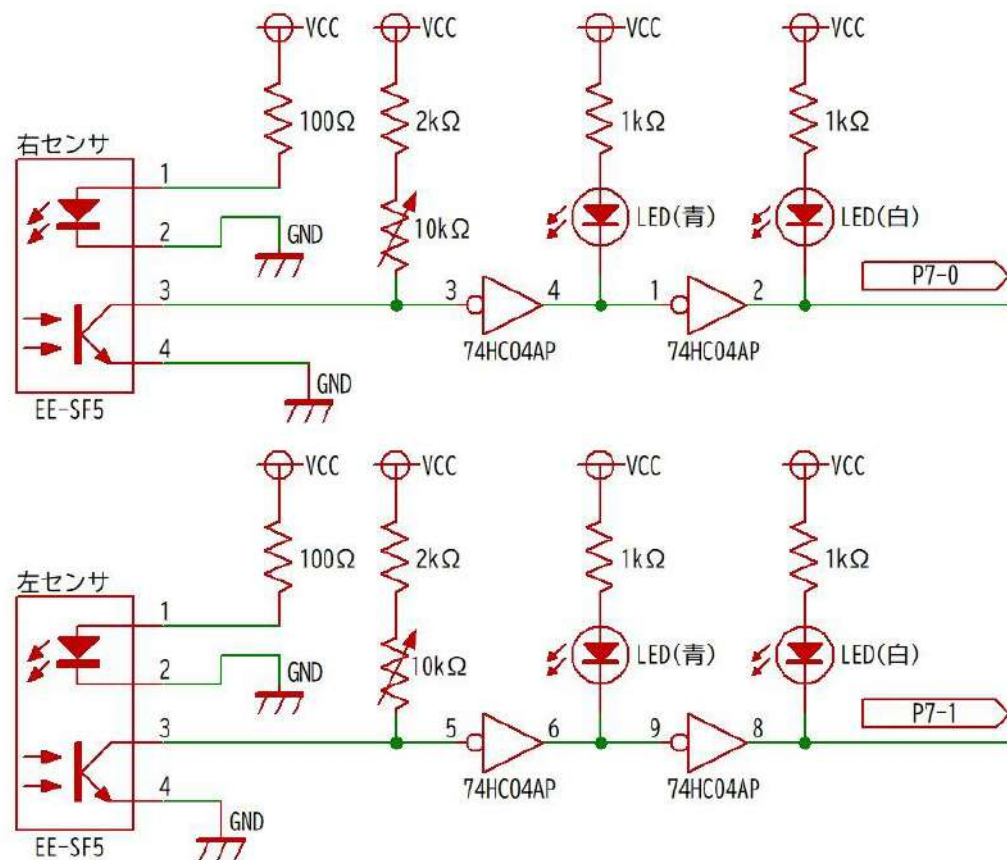 VCC VCC VCC VCC
100Ω 2kΩ 1kΩ 1kΩ
右センサ
1
10kΩ LED(青) LED(白)
2 GND
P7-0
3 3 4 1 2
74HC04AP 74HC04AP
4
GND
EE-SF5
VCC VCC VCC VCC
100Ω 2kΩ 1kΩ 1kΩ
左センサ
1
10kΩ LED(青) LED(白)
2 GND
P7-1
3 5 6 9 8
74HC04AP 74HC04AP
4
GND
EE-SF5